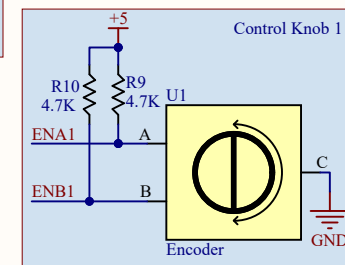 +5
Control Knob 1
R10
R9
4.7K
4.7K
U1
ENA1
A
C
ENB1
B
GND
Encoder